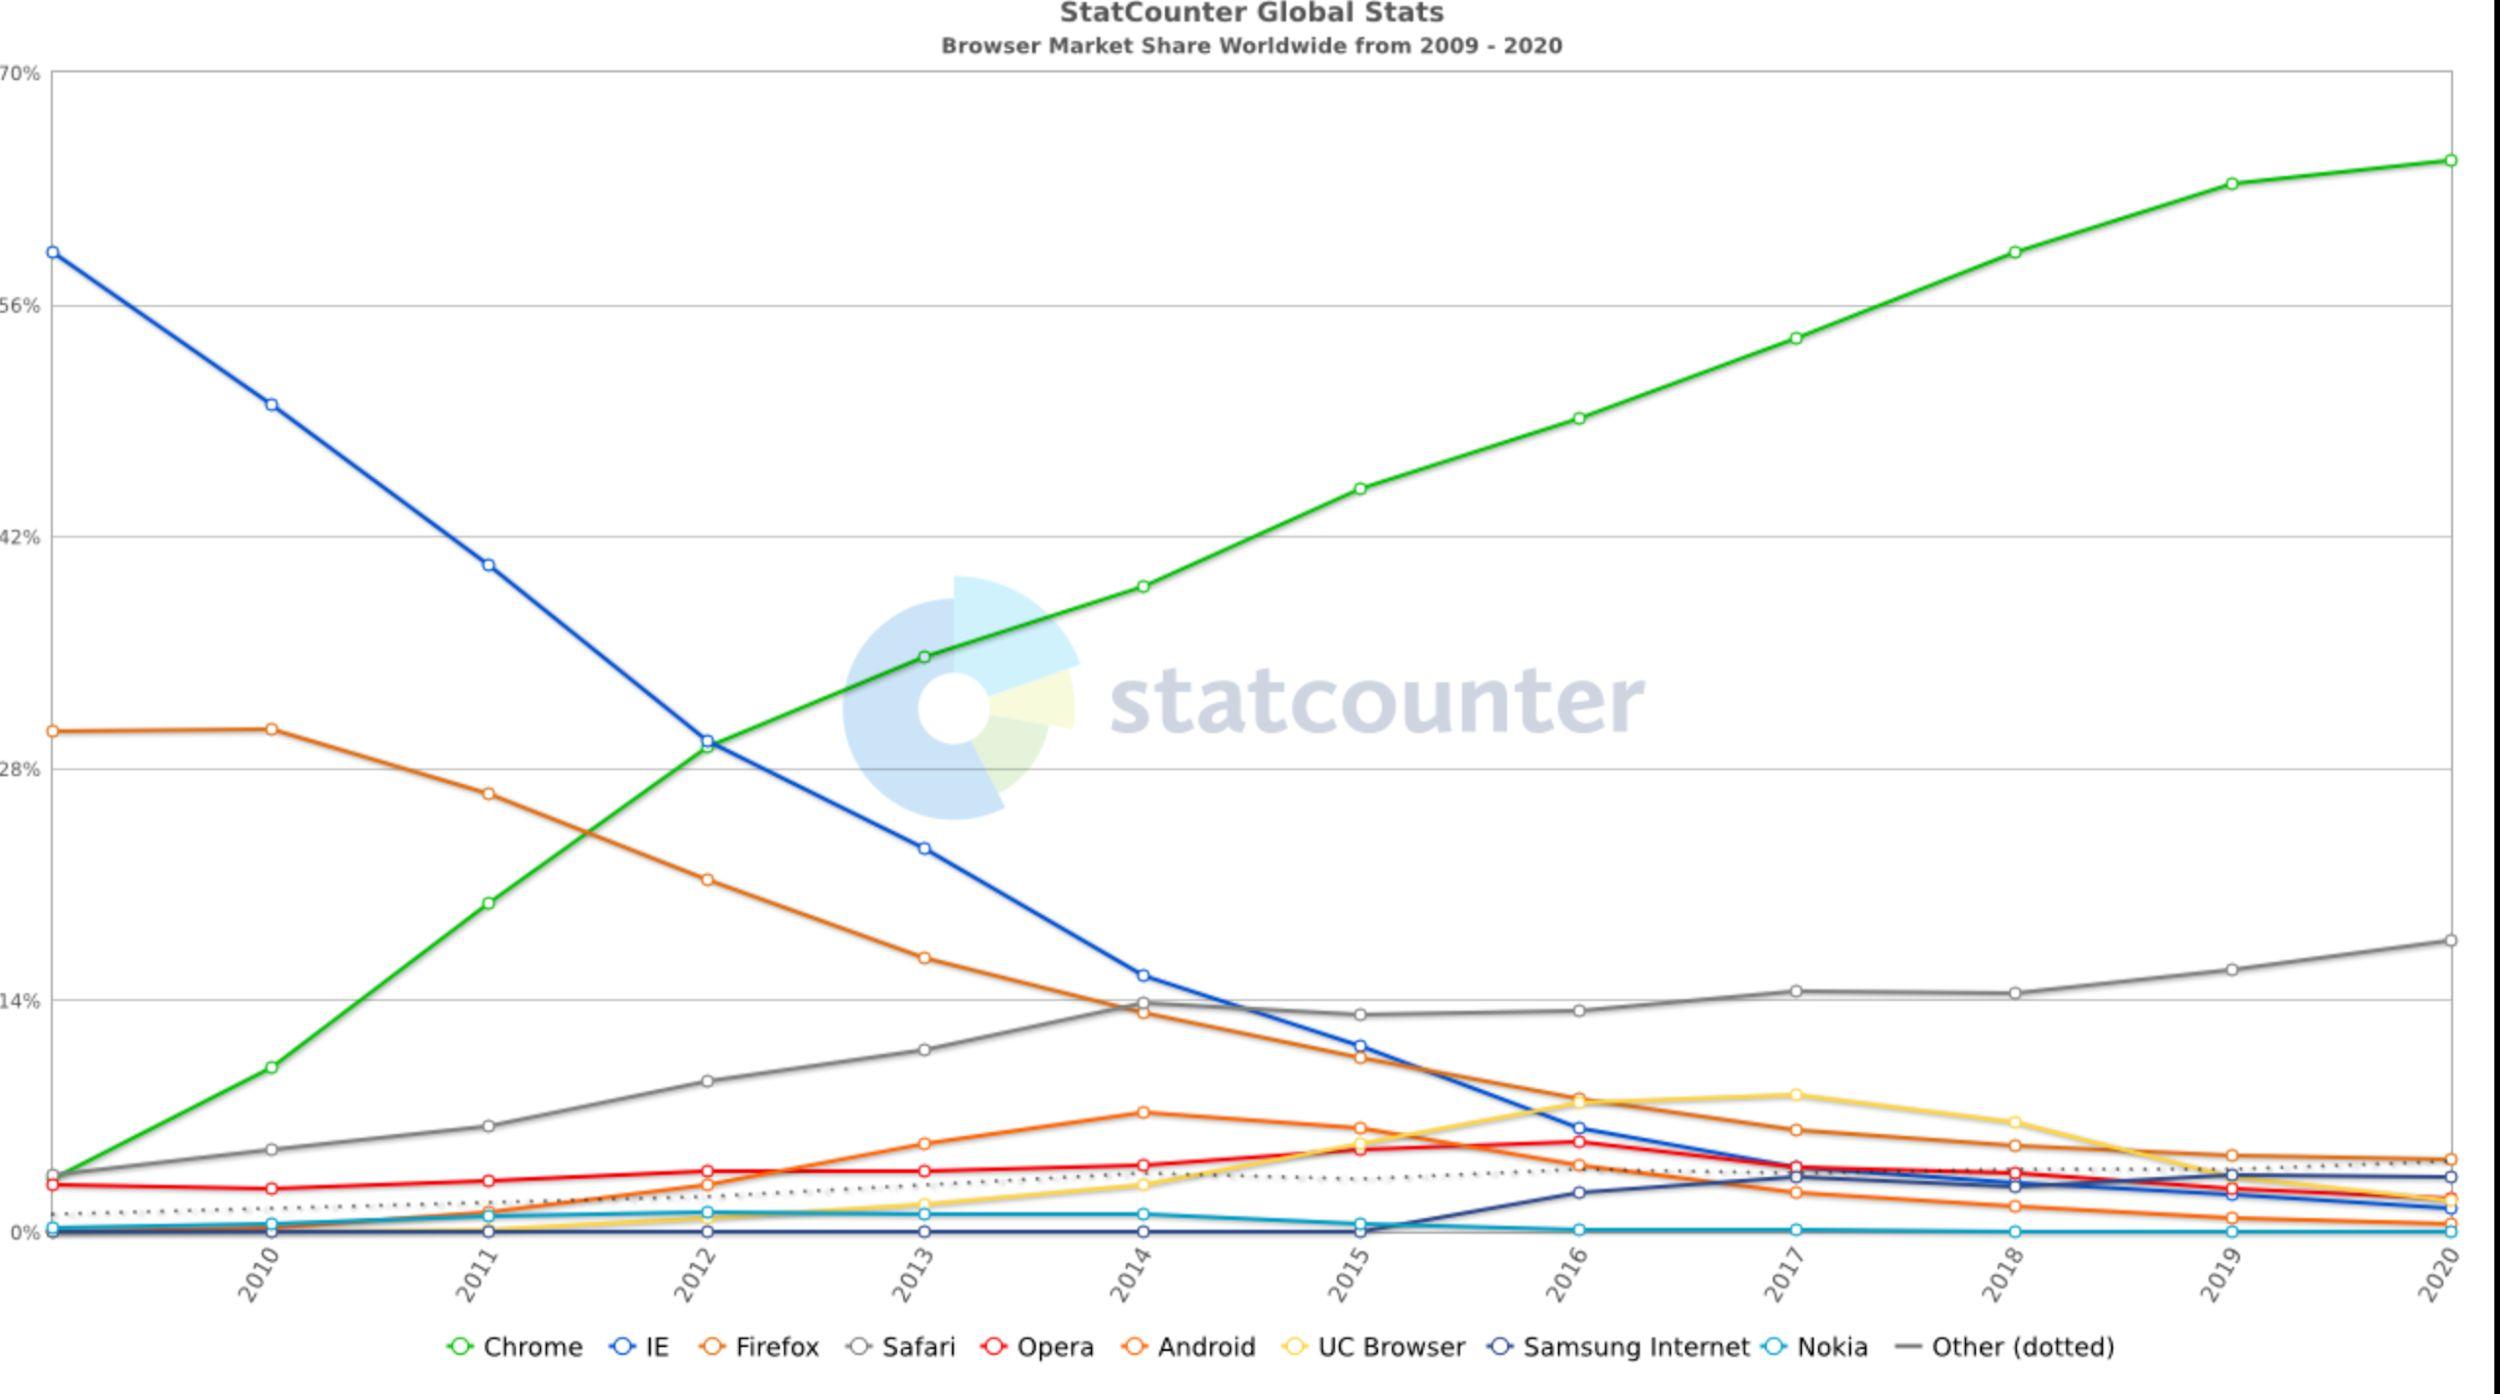 StatCounter Global Stats
Browser Market Share Worldwide from 2009 - 2020
70%
56%
42%
28%
14%
0%
statcounter
2010 2011 2012 2013 2014 2015 2016 2017 2018 2019 2020
Chrome IE Firefox Safari Opera Android UC Browser Samsung Internet Nokia Other (dotted)